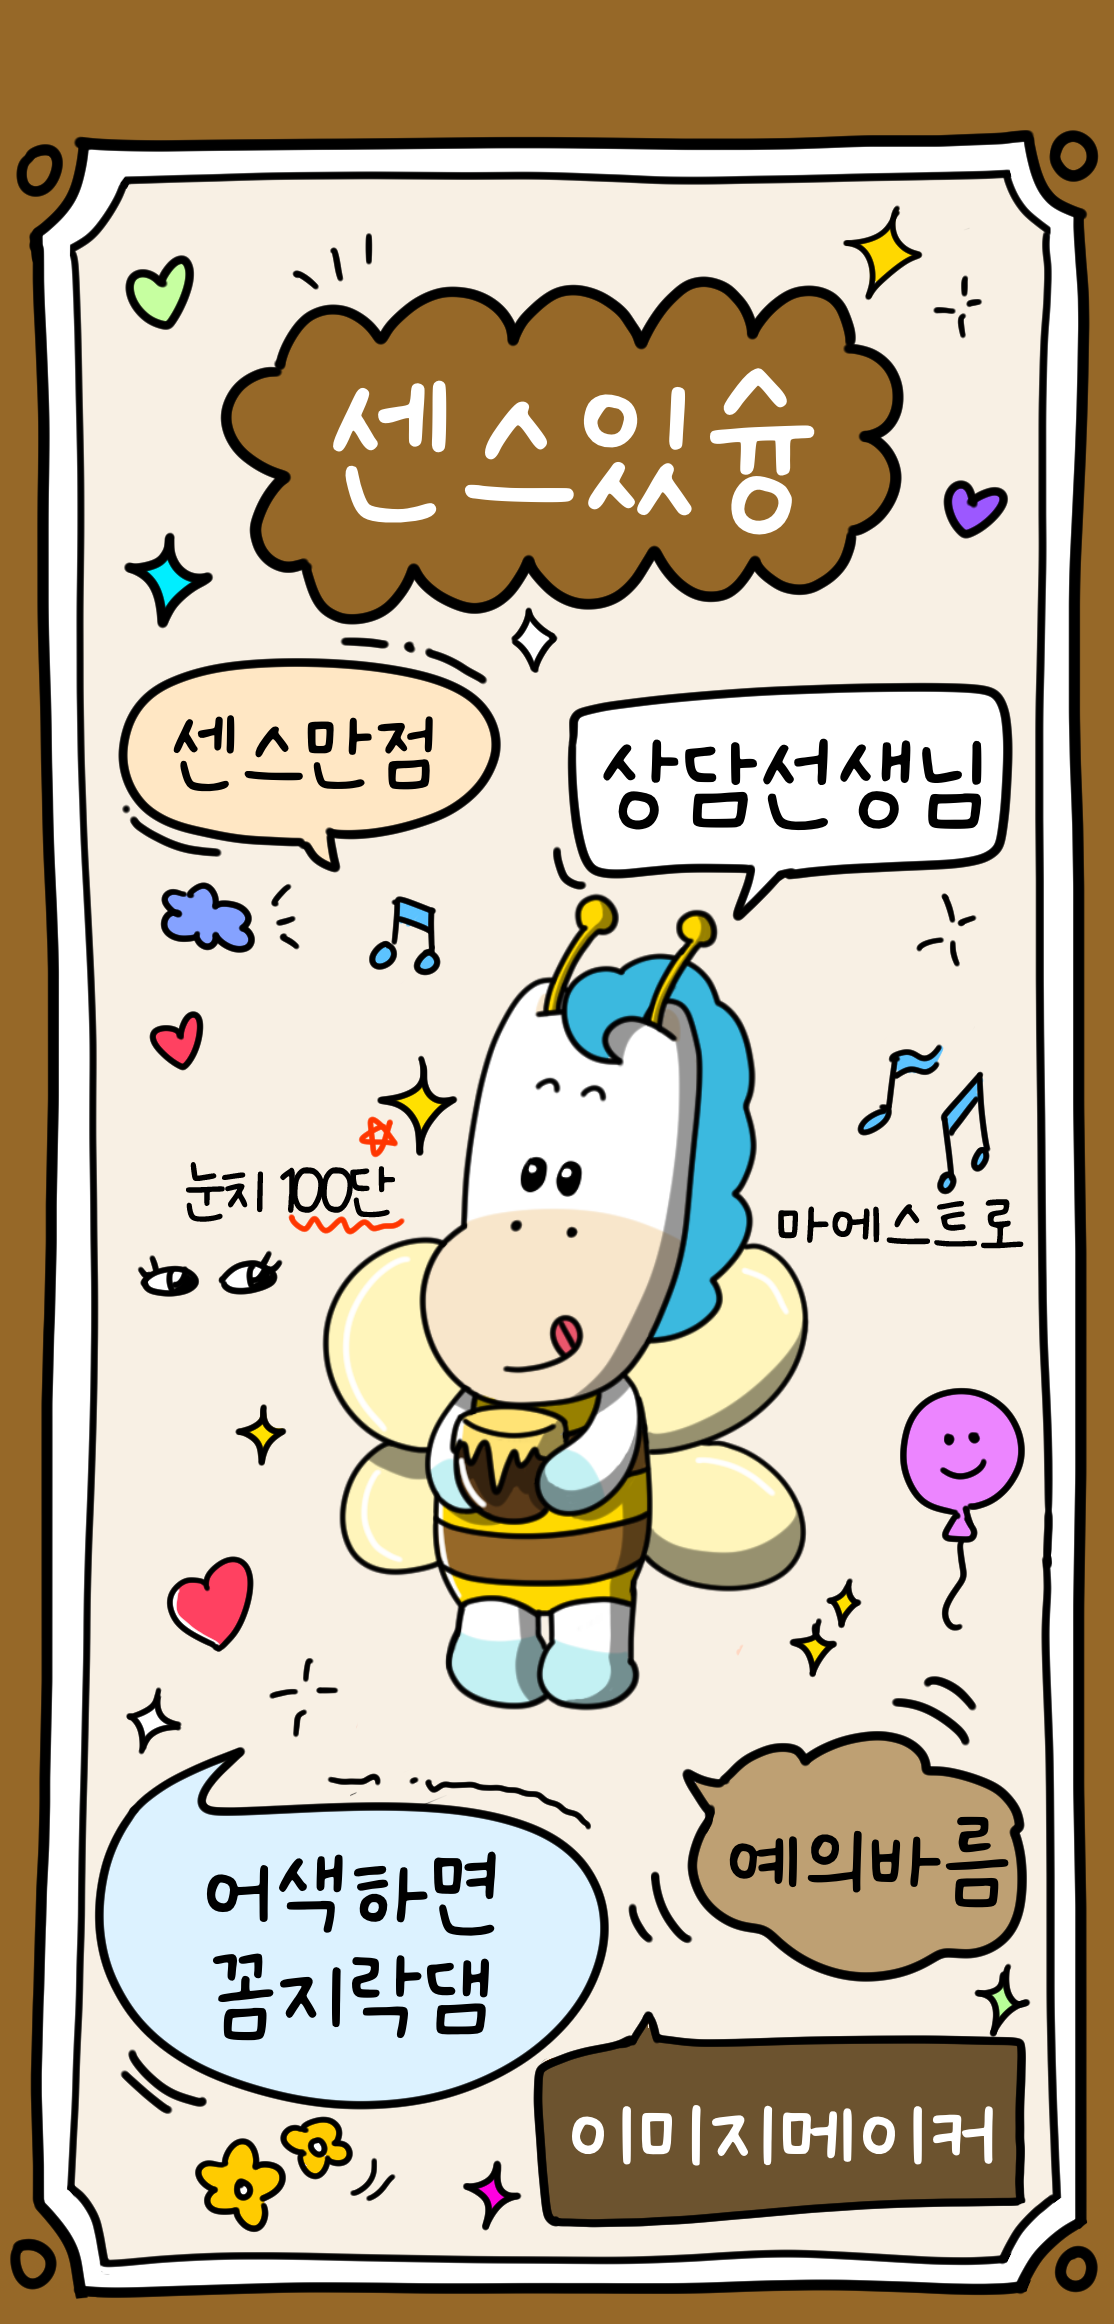 센스있슝
센스만점
상담선생님
눈치 100단
마에스트로
어색하면
꼼지락댐
예의바름
이미지메이커